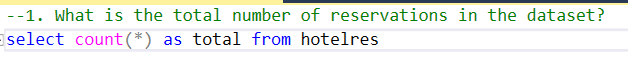 --1. What is the total number of reservations in the dataset?
select count(*) as total from hotelres